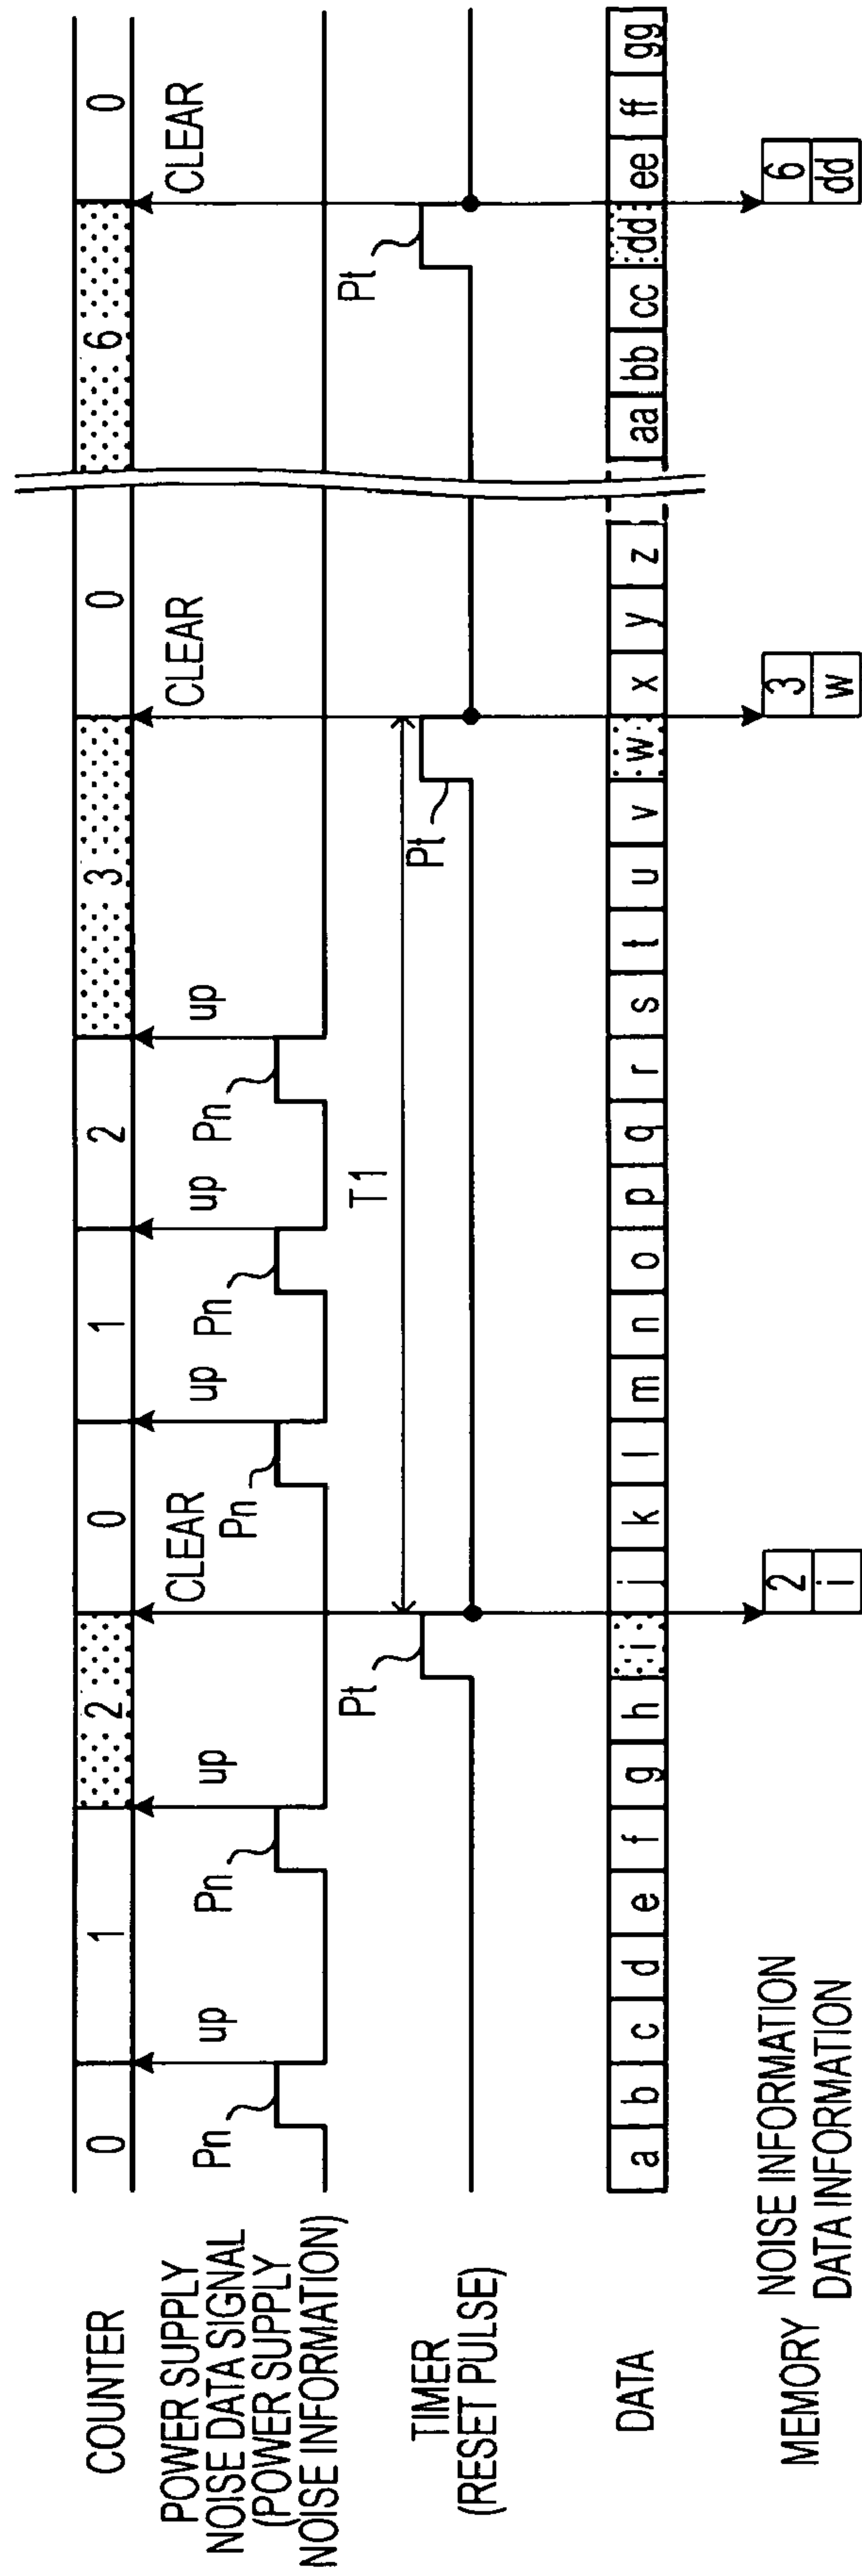 COUNTER
0
1
2
0
1
2
3
0
6
0
POWER SUPPLY
NOISE DATA SIGNAL
(POWER SUPPLY
NOISE INFORMATION)
up
up
CLEAR
up
up
up
CLEAR
CLEAR
Pn
Pn
Pn
Pn
Pn
TIMER
(RESET PULSE)
Pt
T1
Pt
Pt
DATA
a b c d e f g h i j k l m n o p q r s t u v w x y z aa bb cc dd ee ff gg
MEMORY
NOISE INFORMATION
DATA INFORMATION
2
i
3
w
6
dd